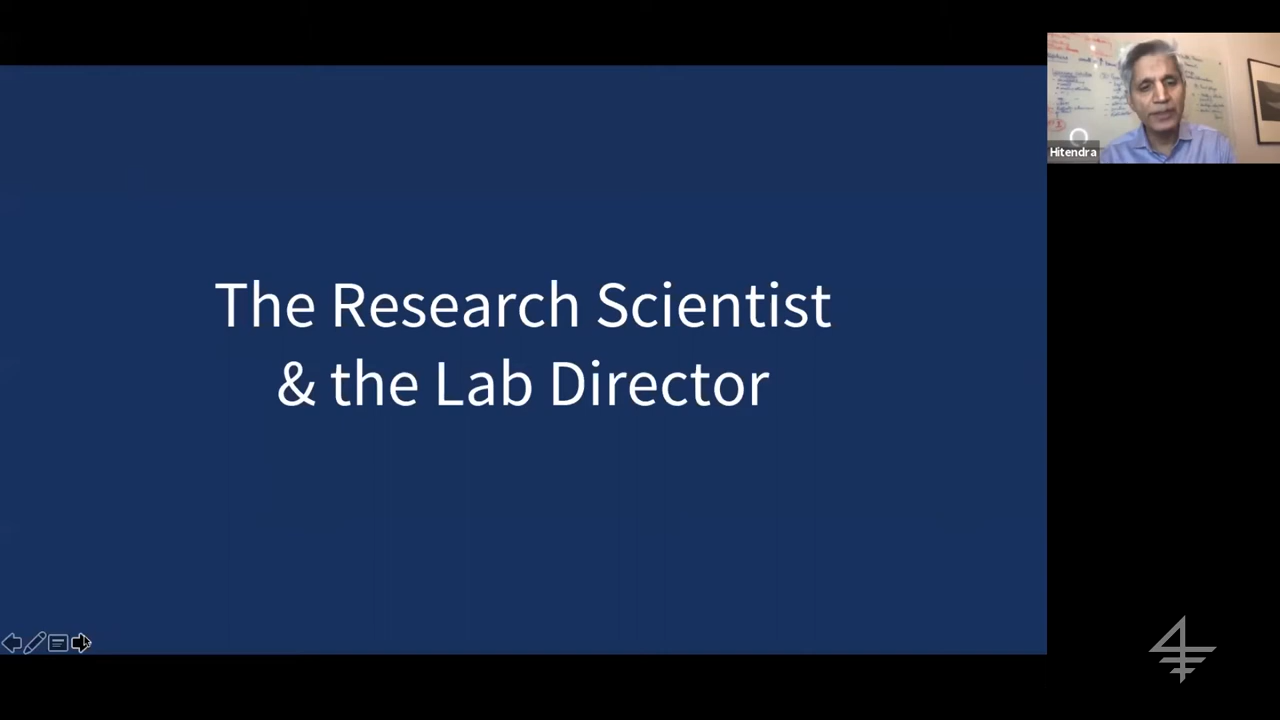 The Research Scientist
& the Lab Director
Hitendra